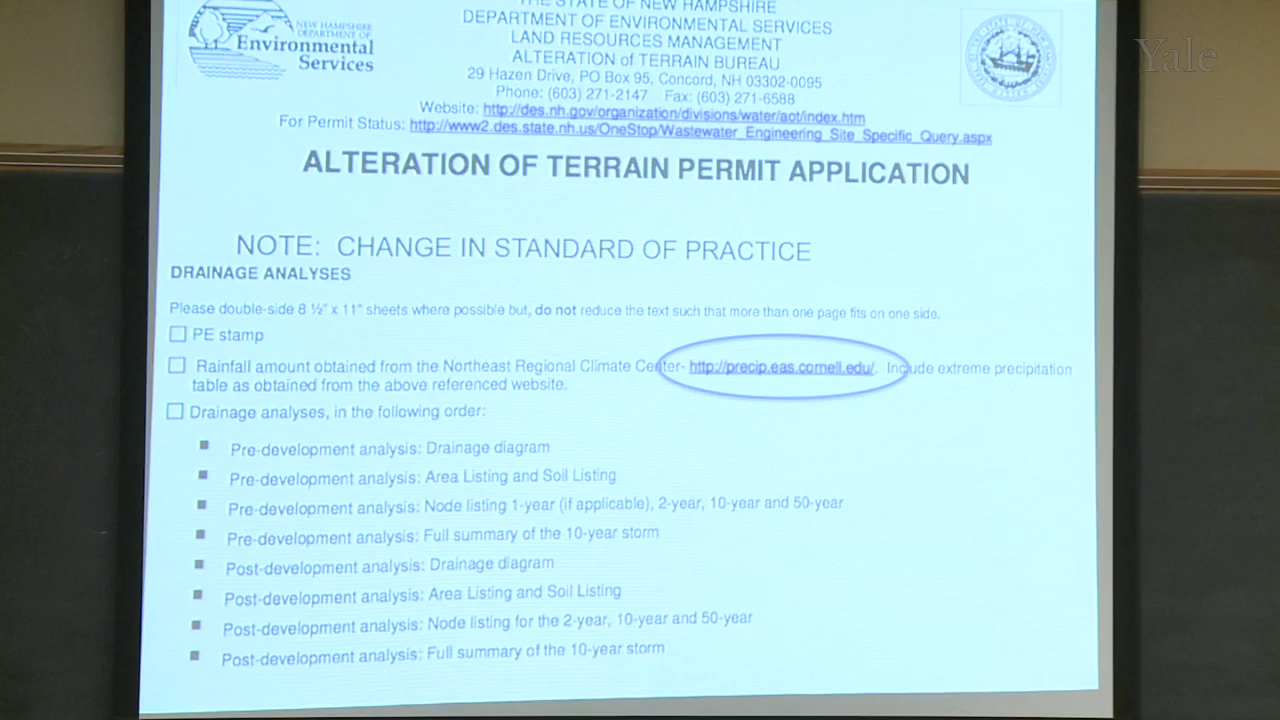 THE STATE OF NEW HAMPSHIRE
DEPARTMENT OF ENVIRONMENTAL SERVICES
LAND RESOURCES MANAGEMENT
ALTERATION of TERRAIN BUREAU
29 Hazen Drive, PO Box 95, Concord, NH 03302-0095
Phone: (603) 271-2147 Fax: (603) 271-6588
Website: http://des.nh.gov/organization/divisions/water/aot/index.htm
For Permit Status: http://www2.des.state.nh.us/OneStop/Wastewater_Engineering_Site_Specific_Query.aspx
NEW HAMPSHIRE
DEPARTMENT OF
Environmental
Services
Yale
ALTERATION OF TERRAIN PERMIT APPLICATION
NOTE: CHANGE IN STANDARD OF PRACTICE
DRAINAGE ANALYSES
Please double-side 8 ½" x 11" sheets where possible but, do not reduce the text such that more than one page fits on one side.
PE stamp
Rainfall amount obtained from the Northeast Regional Climate Center- http://precip.eas.cornell.edu/. Include extreme precipitation
table as obtained from the above referenced website.
Drainage analyses, in the following order:
Pre-development analysis: Drainage diagram
Pre-development analysis: Area Listing and Soil Listing
Pre-development analysis: Node listing 1-year (if applicable), 2-year, 10-year and 50-year
Pre-development analysis: Full summary of the 10-year storm
Post-development analysis: Drainage diagram
Post-development analysis: Area Listing and Soil Listing
Post-development analysis: Node listing for the 2-year, 10-year and 50-year
Post-development analysis: Full summary of the 10-year storm